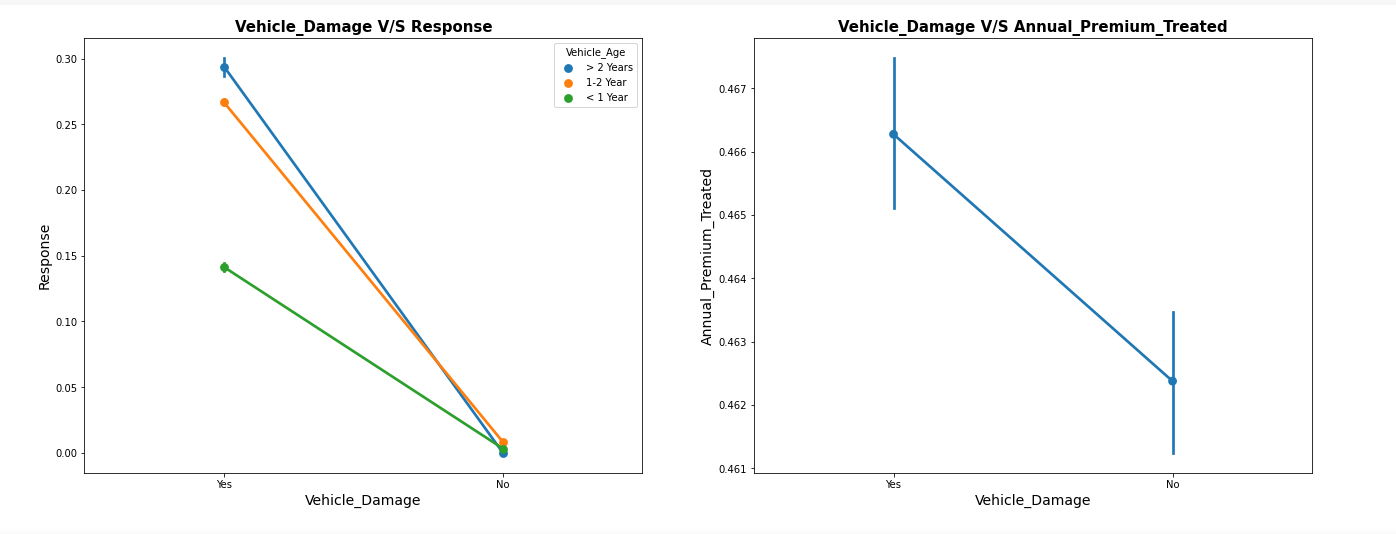 Vehicle_Damage V/S Response
Vehicle_Age
> 2 Years
1-2 Year
< 1 Year
0.30
0.25
0.20
0.15
0.10
0.05
0.00
Response
Yes
No
Vehicle_Damage
Vehicle_Damage V/S Annual_Premium_Treated
0.467
0.466
0.465
0.464
0.463
0.462
0.461
Annual_Premium_Treated
Yes
No
Vehicle_Damage